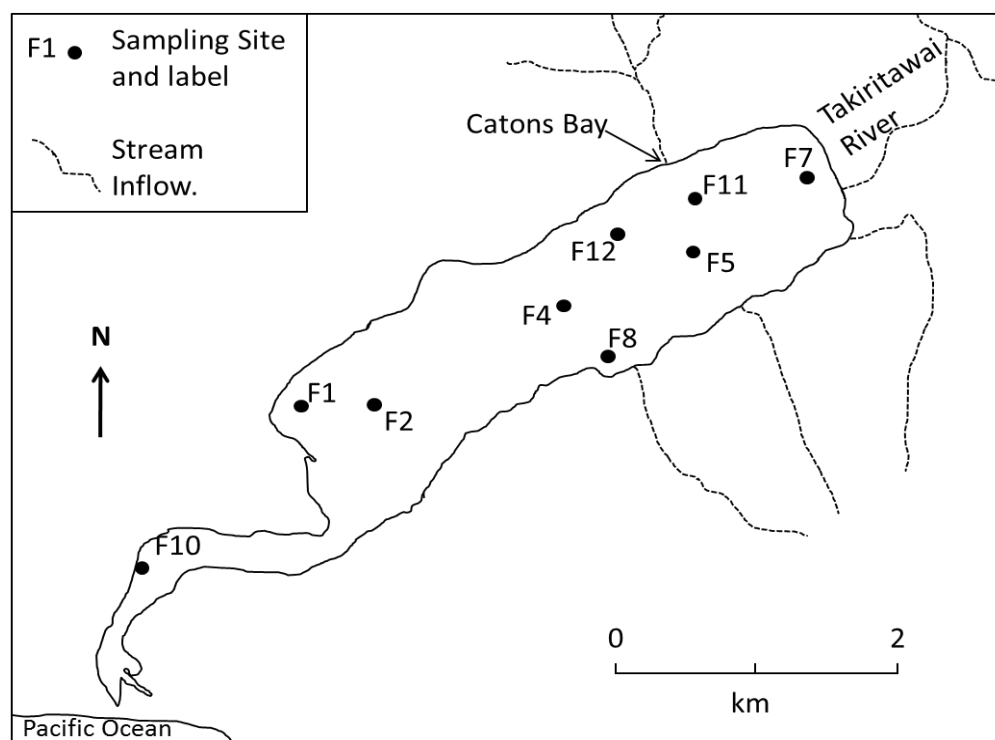 F1 Sampling Site
and label
Stream
Inflow.
Takiritawai
River
Catons Bay
F7
F11
F12
F5
F4
F8
N
F1
F2
F10
0 2
km
Pacific Ocean